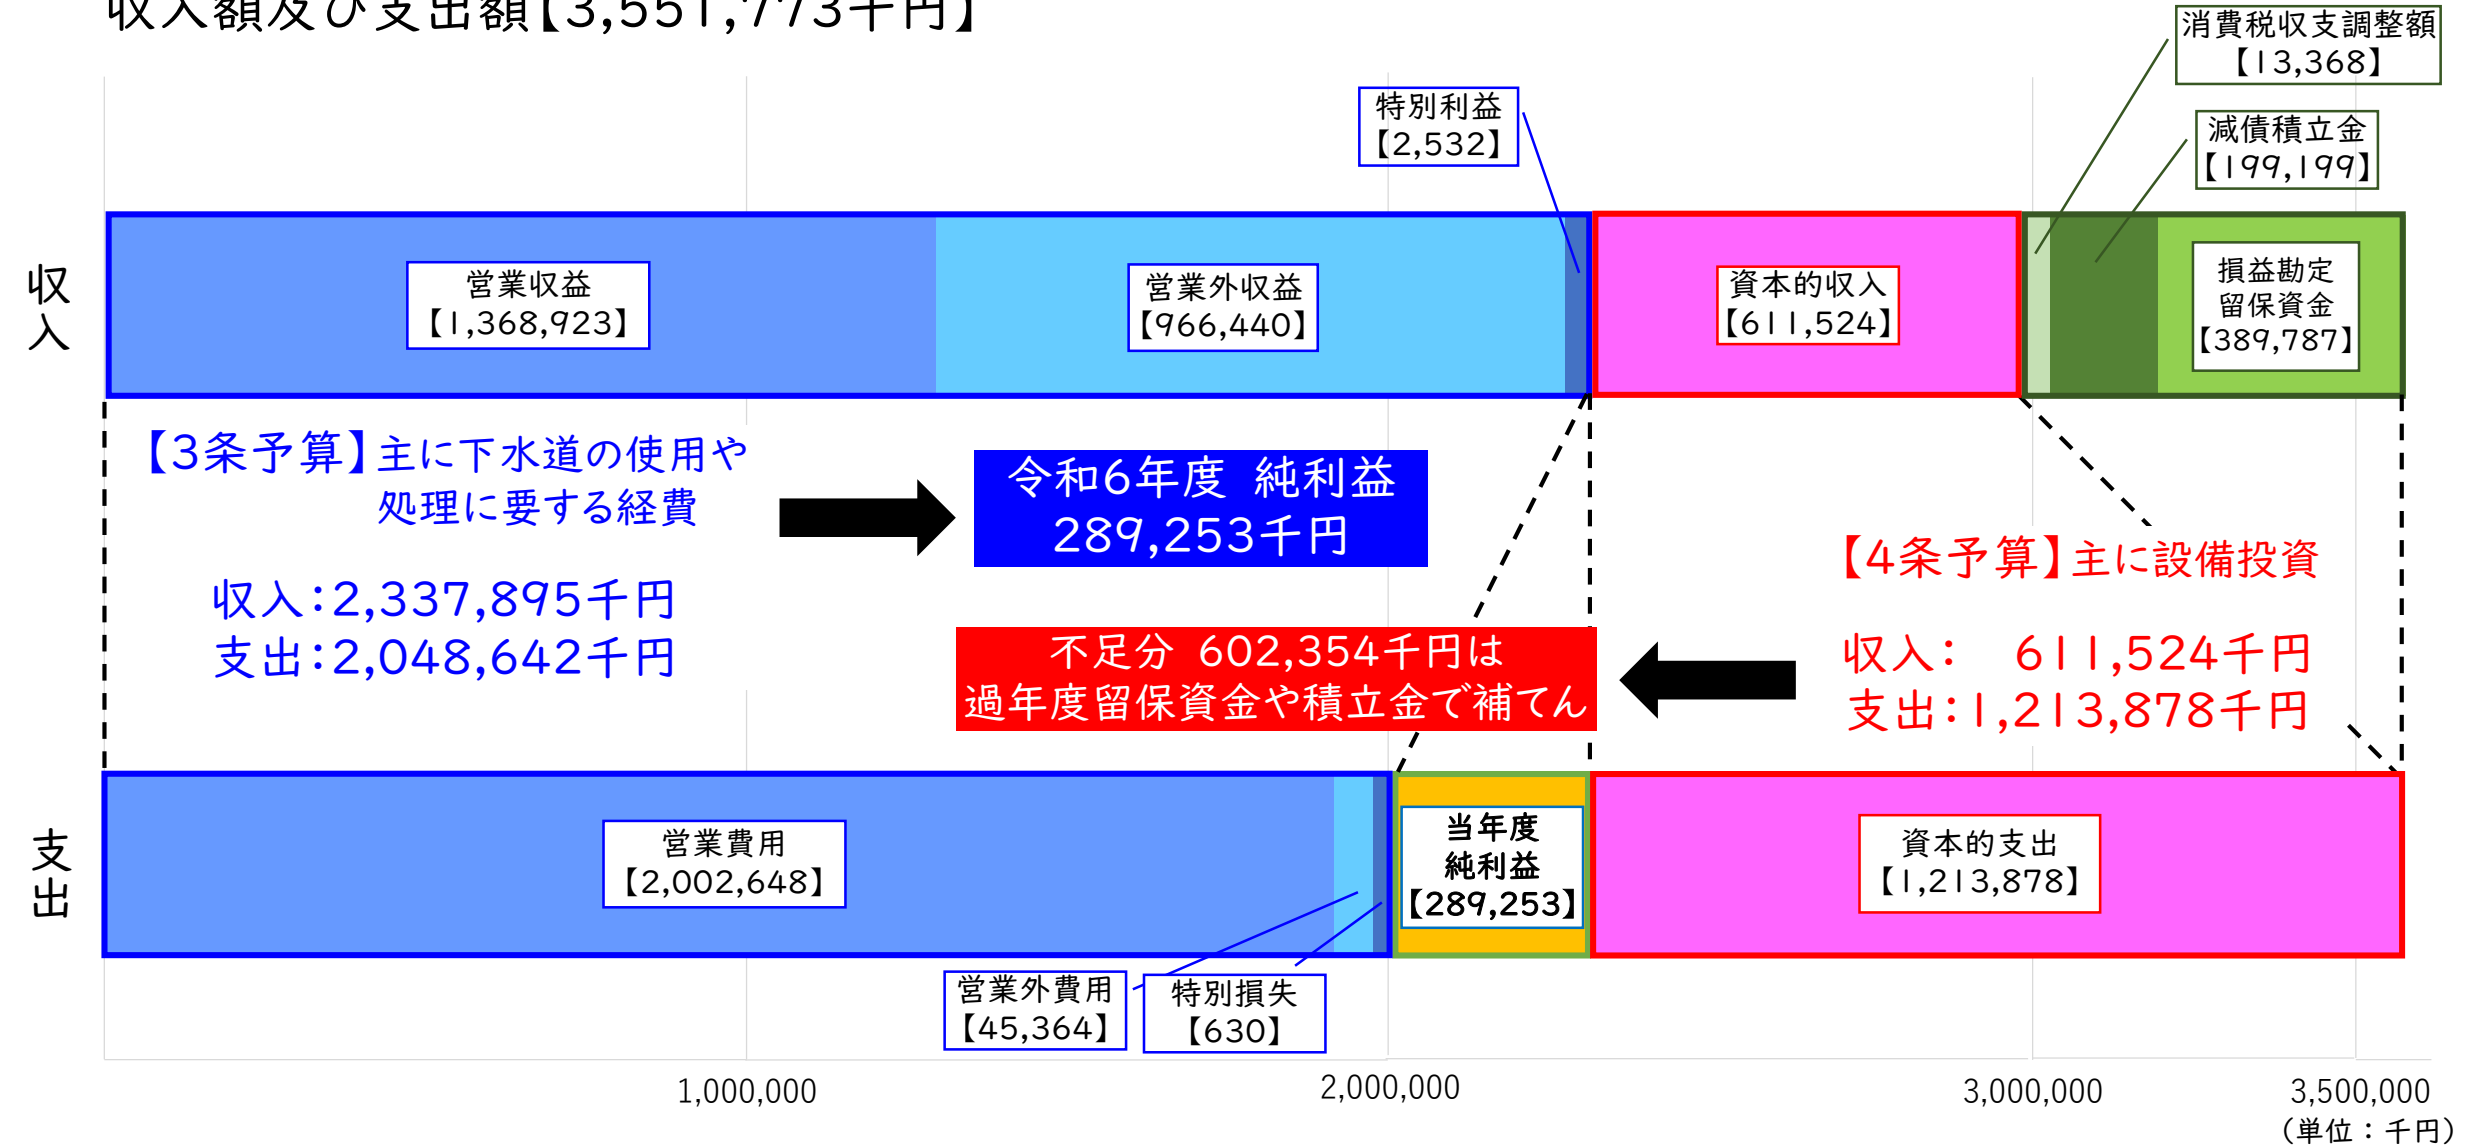 収入額及び支出額【3,551,773千円】
消費税収支調整額
【13,368】
特別利益
【2,532】
減債積立金
【199,199】
収入
営業収益
【1,368,923】
営業外収益
【966,440】
資本的収入
【611,524】
損益勘定
留保資金
【389,787】
【3条予算】主に下水道の使用や
処理に要する経費
収入：2,337,895千円
支出：2,048,642千円
令和6年度 純利益
289,253千円
【4条予算】主に設備投資
収入： 611,524千円
支出：1,213,878千円
不足分 602,354千円は
過年度留保資金や積立金で補てん
支出
営業費用
【2,002,648】
当年度
純利益
【289,253】
資本的支出
【1,213,878】
営業外費用
【45,364】
特別損失
【630】
1,000,000
2,000,000
3,000,000
3,500,000
（単位：千円）